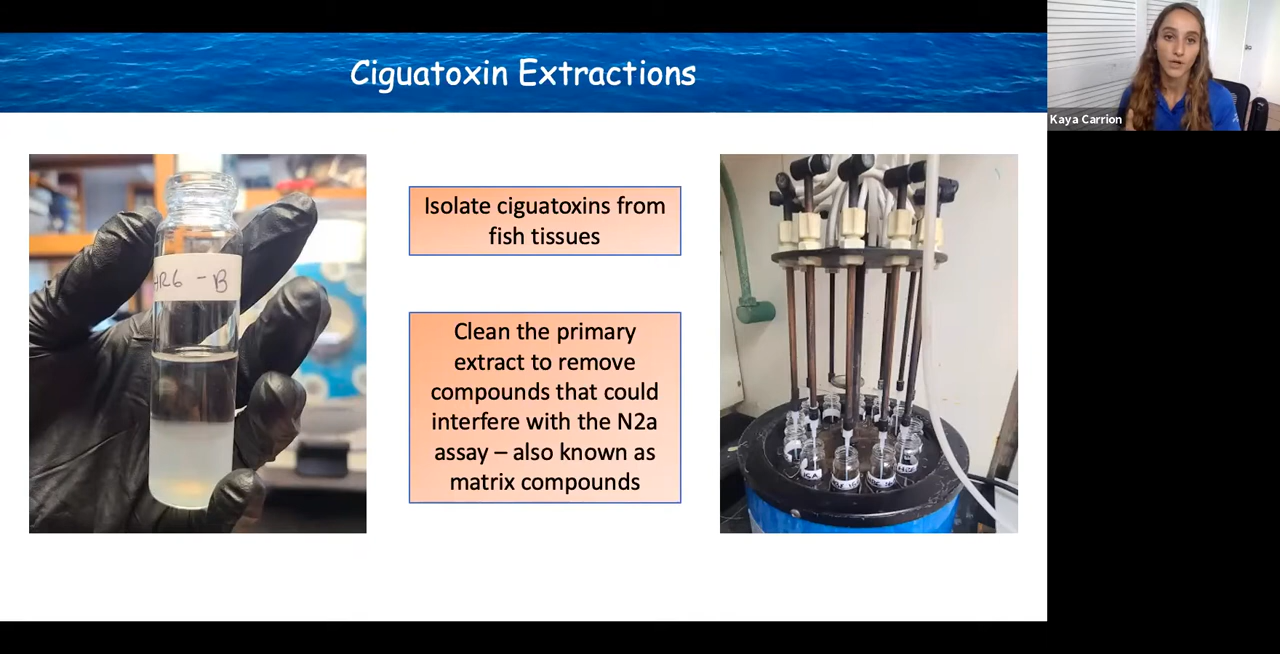 Ciguatoxin Extractions
Kaya Carrion
HR6 - B
Isolate ciguatoxins from
fish tissues
Clean the primary
extract to remove
compounds that could
interfere with the N2a
assay – also known as
matrix compounds